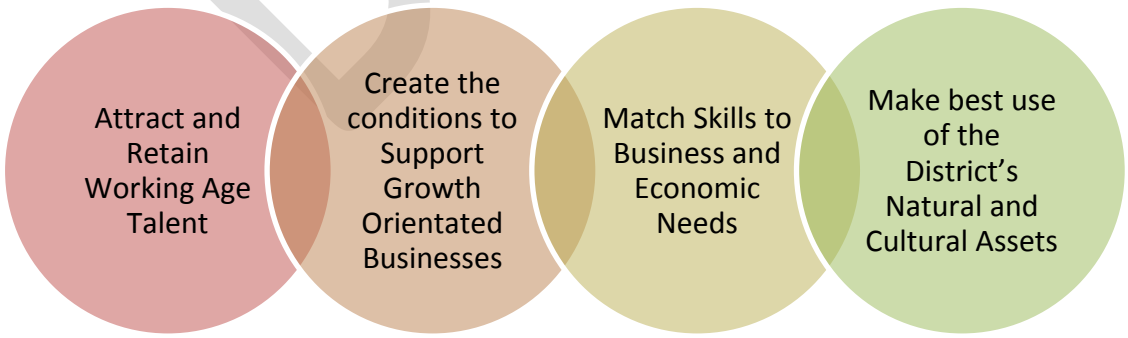 Attract and
Retain
Working Age
Talent
Create the
conditions to
Support
Growth
Orientated
Businesses
Match Skills to
Business and
Economic
Needs
Make best use
of the
District’s
Natural and
Cultural Assets